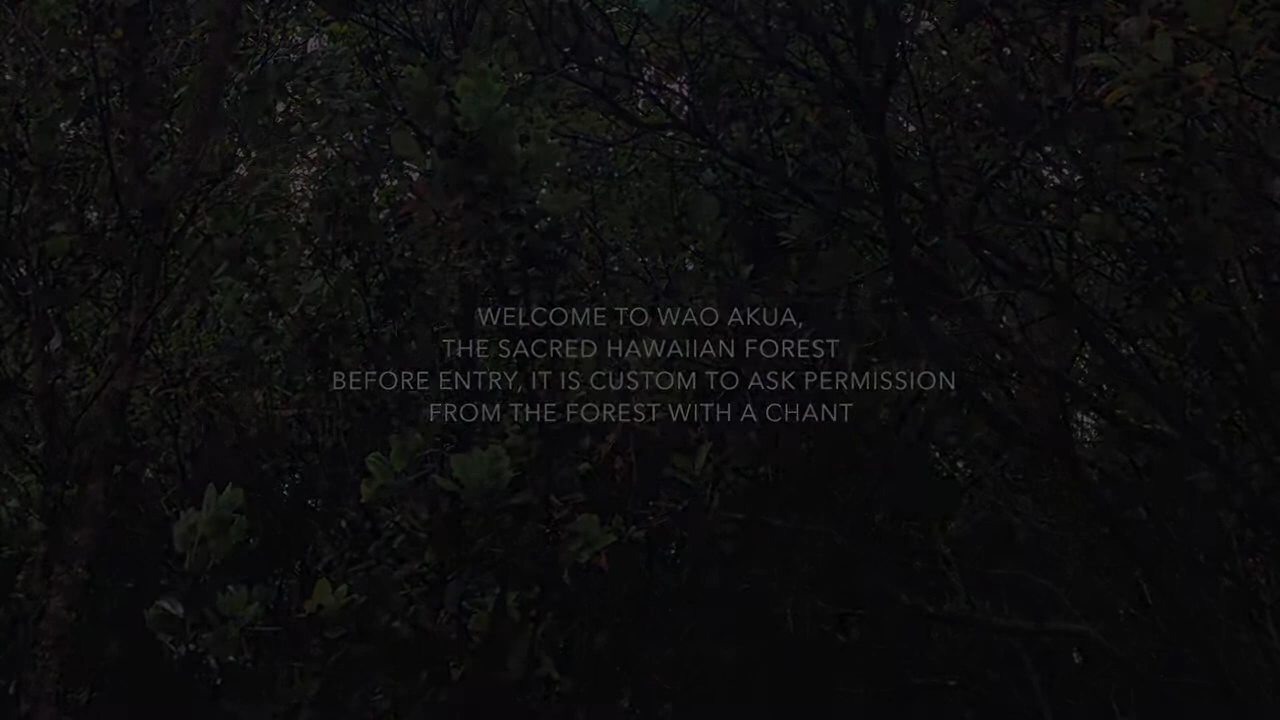 WELCOME TO WAO AKUA,
THE SACRED HAWAIIAN FOREST
BEFORE ENTRY, IT IS CUSTOM TO ASK PERMISSION
FROM THE FOREST WITH A CHANT